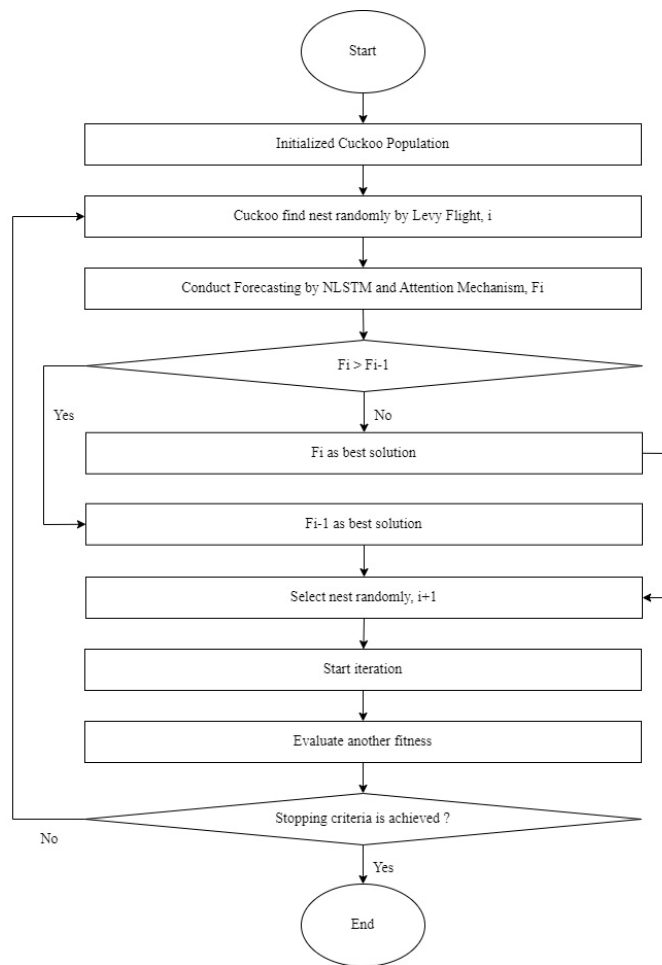 Start
Initialized Cuckoo Population
Cuckoo find nest randomly by Levy Flight, i
Conduct Forecasting by NLSTM and Attention Mechanism, Fi
Fi > Fi-1
Yes
No
Fi as best solution
Fi-1 as best solution
Select nest randomly, i+1
Start iteration
Evaluate another fitness
Stopping criteria is achieved ?
No
Yes
End